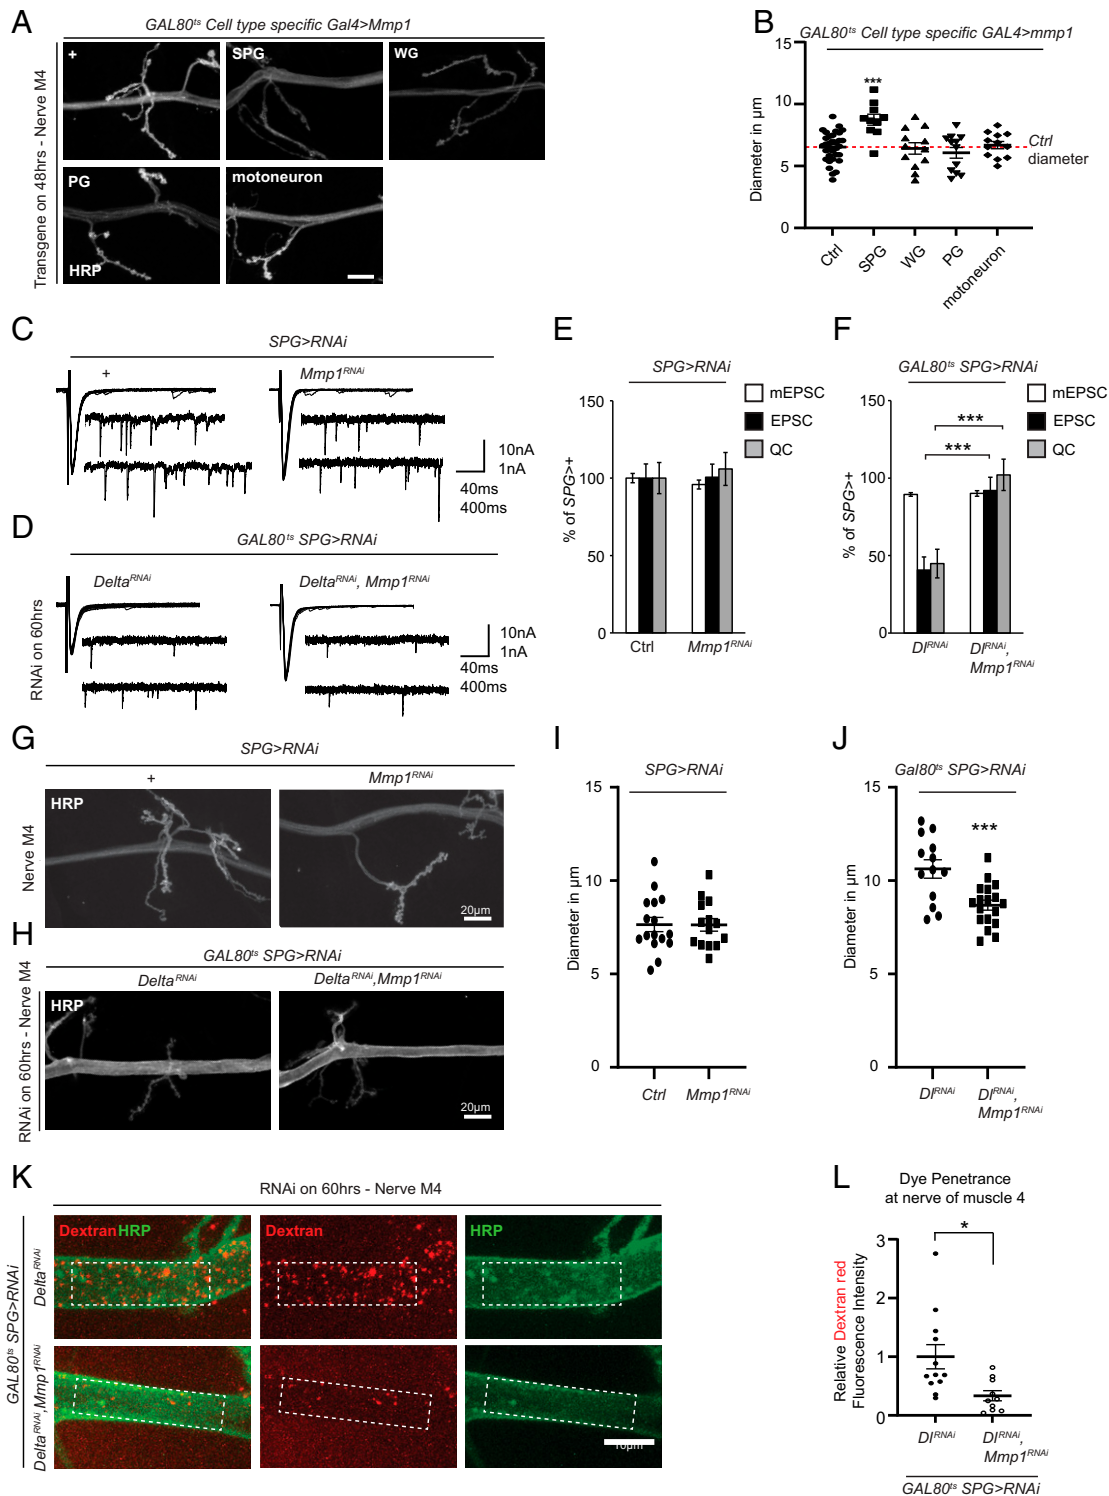 A
GAL80ts Cell type specific Gal4>Mmp1
Transgene on 48hrs - Nerve M4
+
SPG
WG
PG
HRP
motoneuron
B
GAL80ts Cell type specific GAL4>mmp1
Diameter in µm
15
10
5
0
***
Ctrl
diameter
Ctrl
SPG
WG
PG
motoneuron
C
SPG>RNAi
+
Mmp1RNAi
10nA
1nA
40ms
400ms
D
GAL80ts SPG>RNAi
RNAi on 60hrs
DeltaRNAi
DeltaRNAi, Mmp1RNAi
10nA
1nA
40ms
400ms
E
SPG>RNAi
mEPSC
EPSC
QC
% of SPG>+
150
100
50
0
Ctrl
Mmp1RNAi
F
GAL80ts SPG>RNAi
mEPSC
EPSC
QC
% of SPG>+
150
100
50
0
***
***
DlRNAi
DlRNAi,
Mmp1RNAi
G
SPG>RNAi
+
Mmp1RNAi
Nerve M4
HRP
20µm
H
GAL80ts SPG>RNAi
DeltaRNAi
DeltaRNAi,Mmp1RNAi
RNAi on 60hrs - Nerve M4
HRP
20µm
I
SPG>RNAi
Diameter in µm
15
10
5
0
Ctrl
Mmp1RNAi
J
Gal80ts SPG>RNAi
Diameter in µm
15
10
5
0
***
DlRNAi
DlRNAi,
Mmp1RNAi
K
RNAi on 60hrs - Nerve M4
GAL80ts SPG>RNAi
DeltaRNAi
DextranHRP
Dextran
HRP
DeltaRNAi,Mmp1RNAi
10µm
L
Dye Penetrance
at nerve of muscle 4
Relative Dextran red
Fluorescence Intensity
3
2
1
0
*
DlRNAi
DlRNAi,
Mmp1RNAi
GAL80ts SPG>RNAi